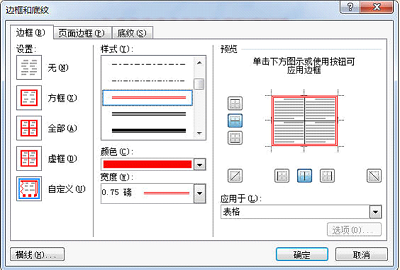 边框和底纹
边框(B) 页面边框(P) 底纹(S)
设置:
无(N)
方框(X)
全部(A)
虚框(D)
自定义(U)
样式(Y):
颜色(C):
宽度(W):
0.75 磅
预览
单击下方图示或使用按钮可
应用边框
应用于(L):
表格
选项(O)...
横线(H)...
确定
取消